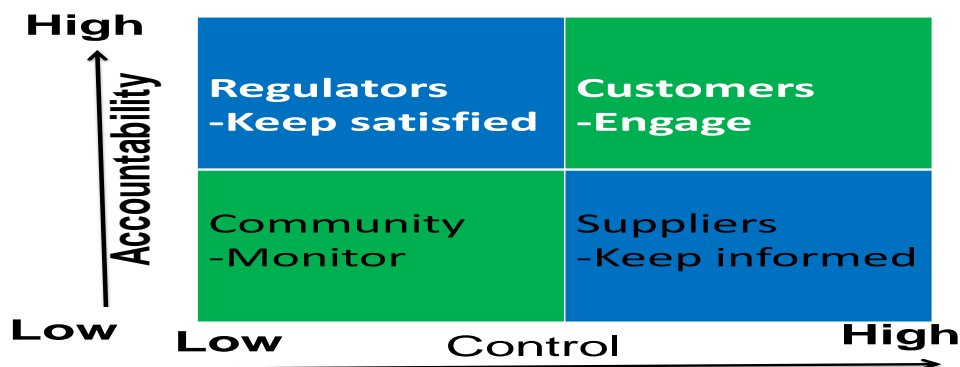 High
Accountability
Regulators
-Keep satisfied
Customers
-Engage
Community
-Monitor
Suppliers
-Keep informed
Low
Low
Control
High